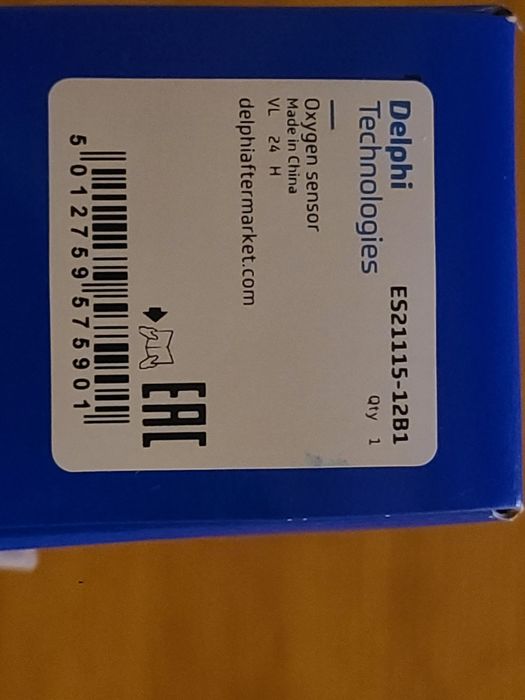 Delphi
Technologies
ES21115-12B1
Qty 1
Oxygen sensor
Made in China
VL 24 H
delphiaftermarket.com
EAC
5 012759 575901